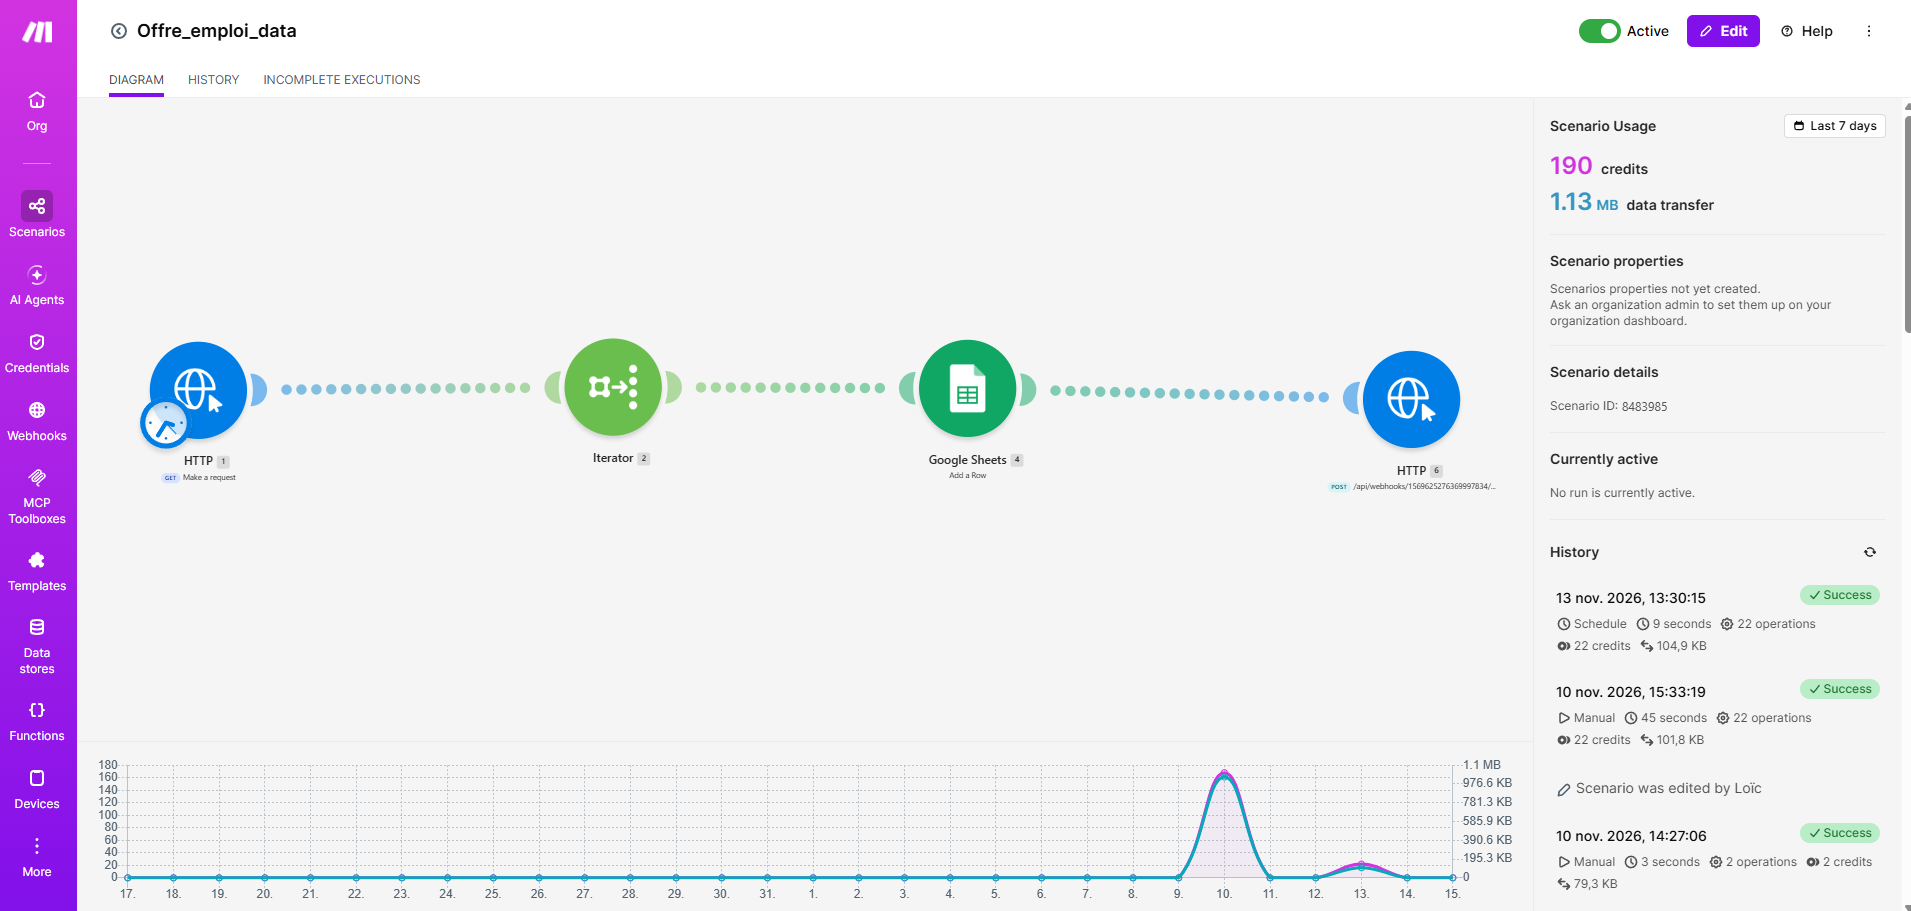 Offre_emploi_data
Active
Edit
Help
DIAGRAM HISTORY INCOMPLETE EXECUTIONS
Org
Scenarios
AI Agents
Credentials
Webhooks
MCP
Toolboxes
Templates
Data
stores
Functions
Devices
More
HTTP 1
GET Make a request
Iterator 2
Google Sheets 4
Add a Row
HTTP 6
POST /api/webhooks/1569625276369997834/...
180
160
140
120
100
80
60
40
20
0
1.1 MB
976.6 KB
781.3 KB
585.9 KB
390.6 KB
195.3 KB
0
17. 18. 19. 20. 21. 22. 23. 24. 25. 26. 27. 28. 29. 30. 31. 1. 2. 3. 4. 5. 6. 7. 8. 9. 10. 11. 12. 13. 14. 15.
Scenario Usage
Last 7 days
190 credits
1.13 MB data transfer
Scenario properties
Scenarios properties not yet created.
Ask an organization admin to set them up on your
organization dashboard.
Scenario details
Scenario ID: 8483985
Currently active
No run is currently active.
History
13 nov. 2026, 13:30:15 Success
Schedule 9 seconds 22 operations
22 credits 104,9 KB
10 nov. 2026, 15:33:19 Success
Manual 45 seconds 22 operations
22 credits 101,8 KB
Scenario was edited by Loïc
10 nov. 2026, 14:27:06 Success
Manual 3 seconds 2 operations 2 credits
79,3 KB